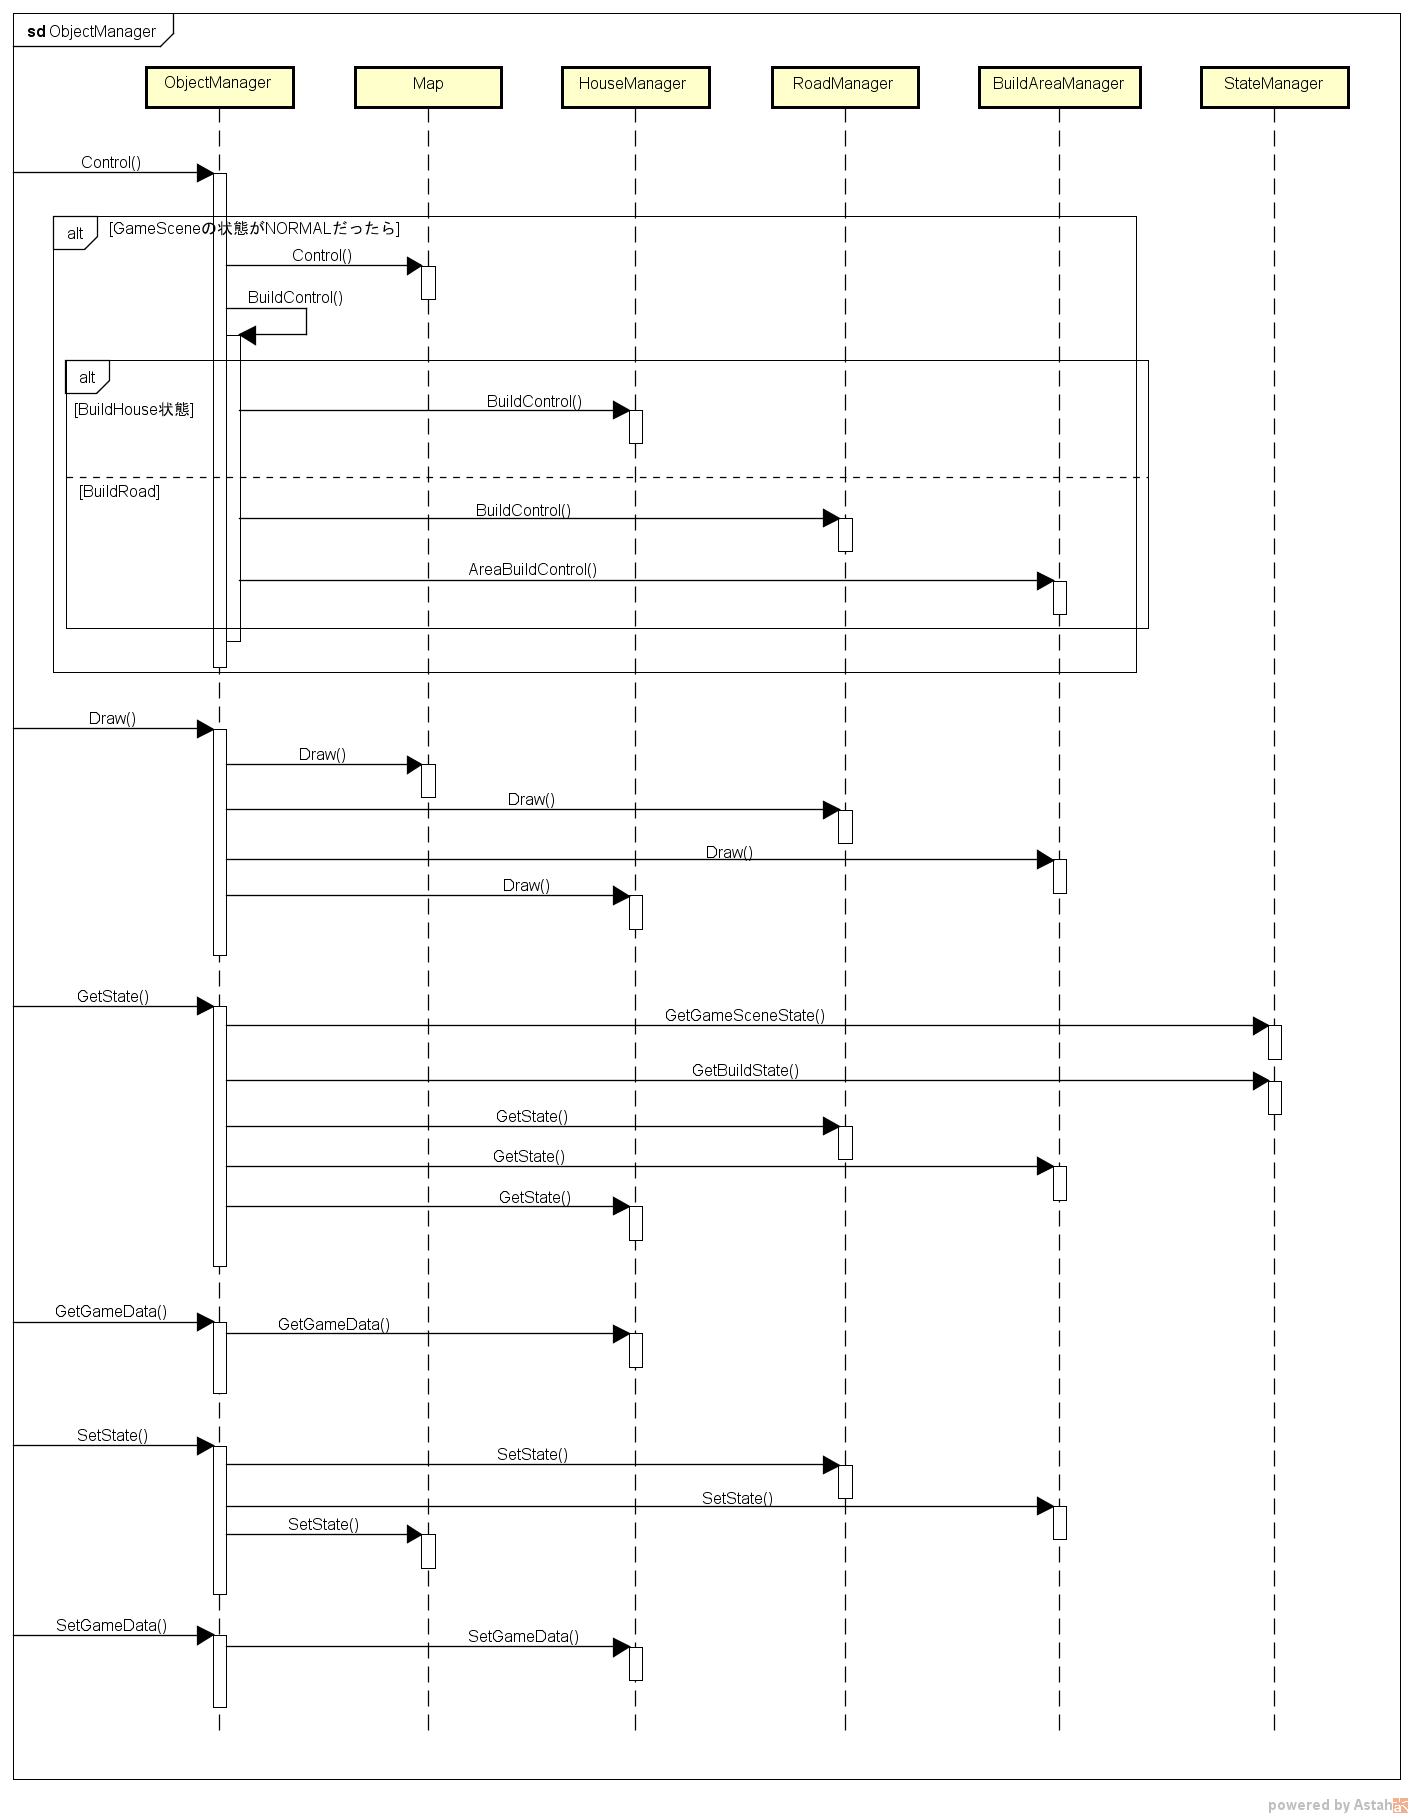 sd ObjectManager
ObjectManager
Map
HouseManager
RoadManager
BuildAreaManager
StateManager
Control()
alt
[GameSceneの状態がNORMALだったら]
Control()
BuildControl()
alt
[BuildHouse状態]
BuildControl()
[BuildRoad]
BuildControl()
AreaBuildControl()
Draw()
Draw()
Draw()
Draw()
Draw()
GetState()
GetGameSceneState()
GetBuildState()
GetState()
GetState()
GetState()
GetGameData()
GetGameData()
SetState()
SetState()
SetState()
SetState()
SetGameData()
SetGameData()
powered by Astah